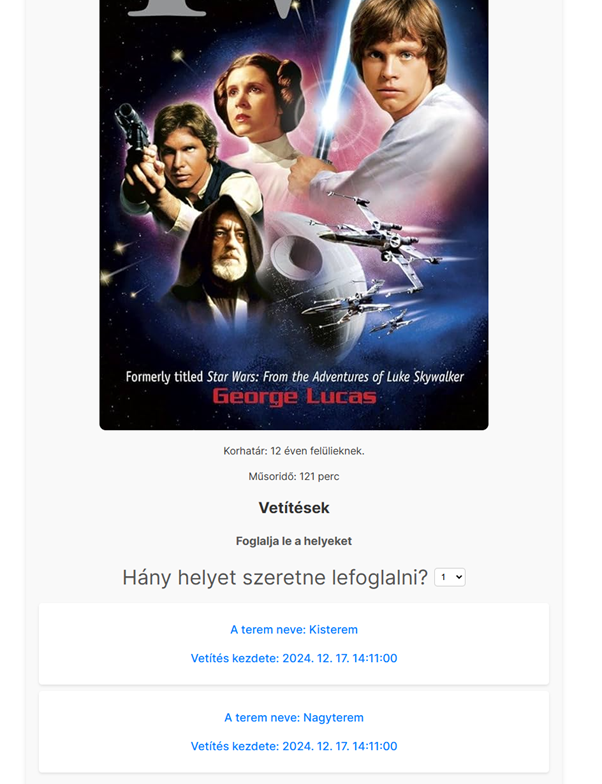 Formerly titled Star Wars: From the Adventures of Luke Skywalker
George Lucas
Korhatár: 12 éven felülieknek.
Műsoridő: 121 perc
Vetítések
Foglalja le a helyeket
Hány helyet szeretne lefoglalni? 1
A terem neve: Kisterem
Vetítés kezdete: 2024. 12. 17. 14:11:00
A terem neve: Nagyterem
Vetítés kezdete: 2024. 12. 17. 14:11:00